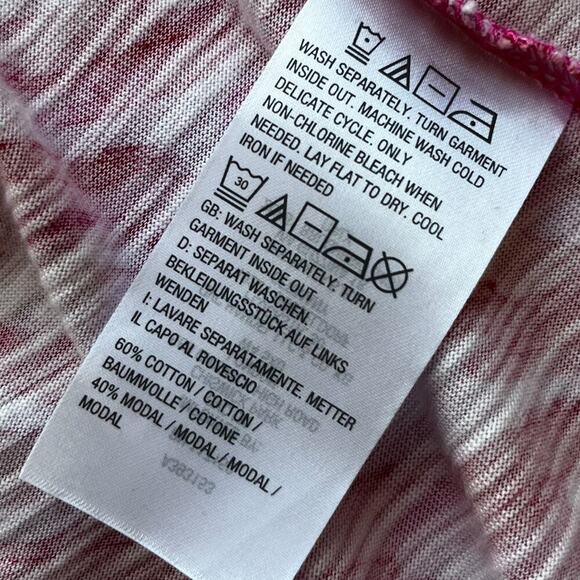 WASH SEPARATELY. TURN GARMENT
INSIDE OUT. MACHINE WASH COLD
DELICATE CYCLE. ONLY
NON-CHLORINE BLEACH WHEN
NEEDED. LAY FLAT TO DRY. COOL
IRON IF NEEDED
30
GB: WASH SEPARATELY: TURN
GARMENT INSIDE OUT
D: SEPARAT WASCHEN.
BEKLEIDUNGSSTÜCK AUF LINKS
WENDEN
I: LAVARE SEPARATAMENTE. METTER
IL CAPO AL ROVESCIO
60% COTTON / COTTON /
BAUMWOLLE / COTONE
40% MODAL / MODAL / MODAL /
MODAL